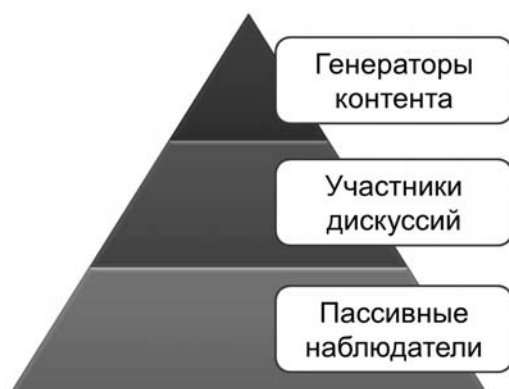 Генераторы
контента
Участники
дискуссий
Пассивные
наблюдатели